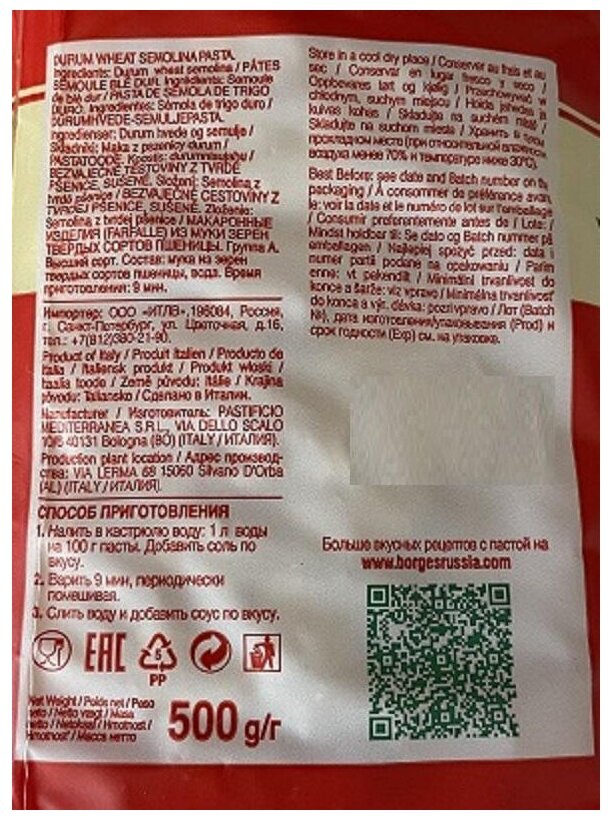 DURUM WHEAT SEMOLINA PASTA.
Ingredients: Durum wheat semolina / PÂTES
SEMOULE BLÉ DUR. Ingrédients: Semoule
de blé dur / PASTA DE SÉMOLA DE TRIGO
DURO. Ingredientes: Sémola de trigo duro /
DURUMHVEDE-SEMULJEPASTA.
Ingredienser: Durum hvede og semulje /
Składniki: Mąka z pszenicy durum /
PASTATOODE. Koostis: durumnisujahu /
BEZVAJEČNÉ TĚSTOVINY Z TVRDÉ
PŠENICE, SUŠENÉ. Složení: Semolina z
tvrdé pšenice / BEZVAJEČNÉ CESTOVINY Z
TVRDEJ PŠENICE, SUŠENÉ. Zloženie:
Semolina z tvrdej pšenice / МАКАРОННЫЕ
ИЗДЕЛИЯ (FARFALLE) ИЗ МУКИ ЗЕРЕН
ТВЕРДЫХ СОРТОВ ПШЕНИЦЫ. Группа А.
Высший сорт. Состав: мука из зерен
твердых сортов пшеницы, вода. Время
приготовления: 9 мин.
Импортер: ООО «ИТЛВ», 196084, Россия,
г. Санкт-Петербург, ул. Цветочная, д.16,
тел.: +7(812)380-21-90.
Product of Italy / Produit Italien / Producto de
Italia / Italiensk produkt / Produkt włoski /
Itaalia toode / Země původu: Itálie / Krajina
pôvodu: Taliansko / Сделано в Италии.
Manufacturer / Изготовитель: PASTIFICIO
MEDITERRANEA S.R.L., VIA DELLO SCALO
10/5 40131 Bologna (BO) (ITALY / ИТАЛИЯ).
Production plant location / Адрес производ-
ства: VIA LERMA 68 15060 Silvano D'Orba
(AL) (ITALY / ИТАЛИЯ).
СПОСОБ ПРИГОТОВЛЕНИЯ
1. Налить в кастрюлю воду: 1 л воды
на 100 г пасты. Добавить соль по
вкусу.
2. Варить 9 мин, периодически
помешивая.
3. Слить воду и добавить соус по вкусу.
EAC
5
PP
Net Weight / Poids net / Peso
neto / Netto vægt / Masa
netto / Netokaal / Hmotnost /
Hmotnosť / Масса нетто
500 g/г
Store in a cool dry place / Conserver au frais et au
sec / Conservar en lugar fresco y seco /
Oppbevares tørt og kjølig / Przechowywać w
chłodnym, suchym miejscu / Hoida jahedas ja
kuivas kohas / Skladujte na suchém místě /
Skladujte na suchom mieste / Хранить в сухом
прохладном месте (при относительной влажности
воздуха менее 70% и температуре ниже 30°C).
Best Before: see date and Batch number on the
packaging / À consommer de préférence avant
le: voir la date et le numéro de lot sur l'emballage
/ Consumir preferentemente antes de / Lote: /
Mindst holdbar til: Se dato og Batch nummer på
emballagen / Najlepiej spożyć przed: data i
numer partii podane na opakowaniu / Parim
enne: vt pakendilt / Minimální trvanlivost do
konce a šarže: viz vpravo / Minimálna trvanlivosť
do konca a výr. dávka: pozri vpravo / Лот (Batch
№), дата изготовления/упаковывания (Prod) и
срок годности (Exp) см. на упаковке.
Больше вкусных рецептов с пастой на
www.borgesrussia.com